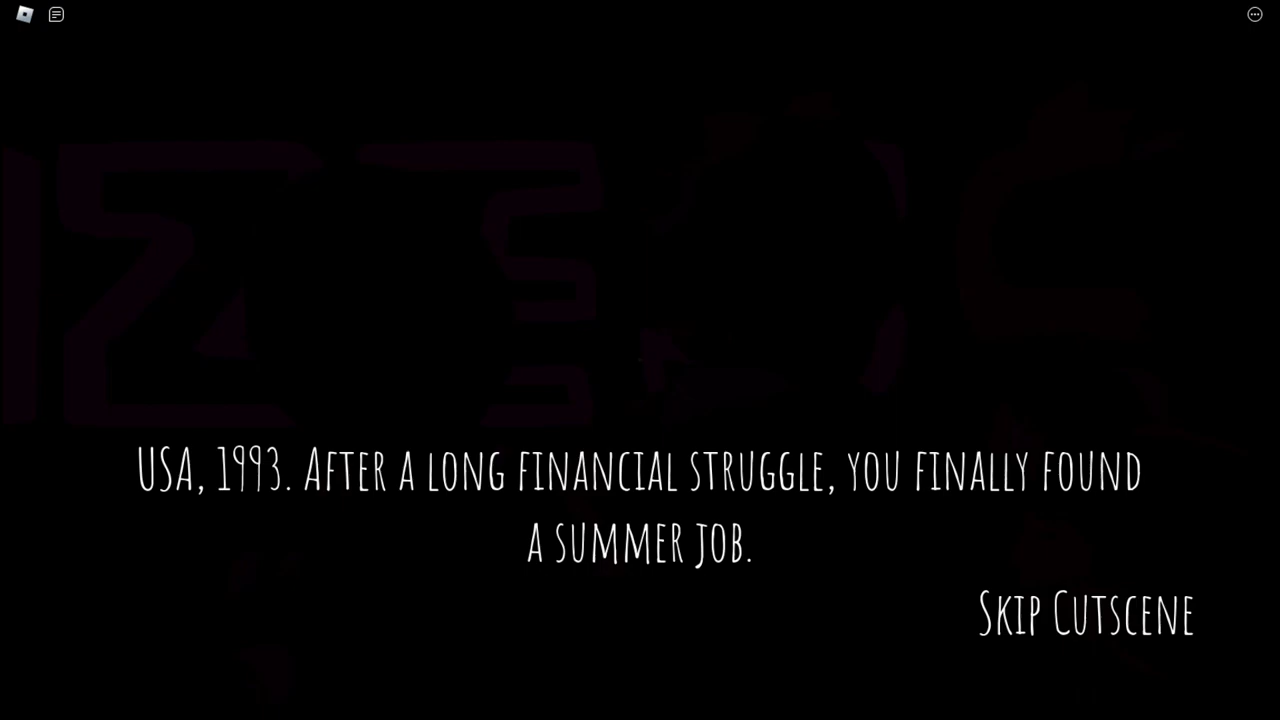 USA, 1993. After a long financial struggle, you finally found
a summer job.
Skip Cutscene